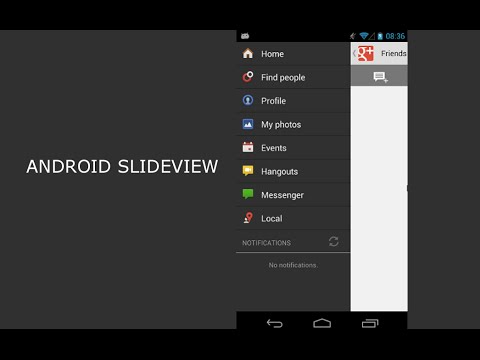 ANDROID SLIDEVIEW
08:36
Home
g+ Friends
Find people
Profile
My photos
Events
Hangouts
Messenger
Local
NOTIFICATIONS
No notifications.